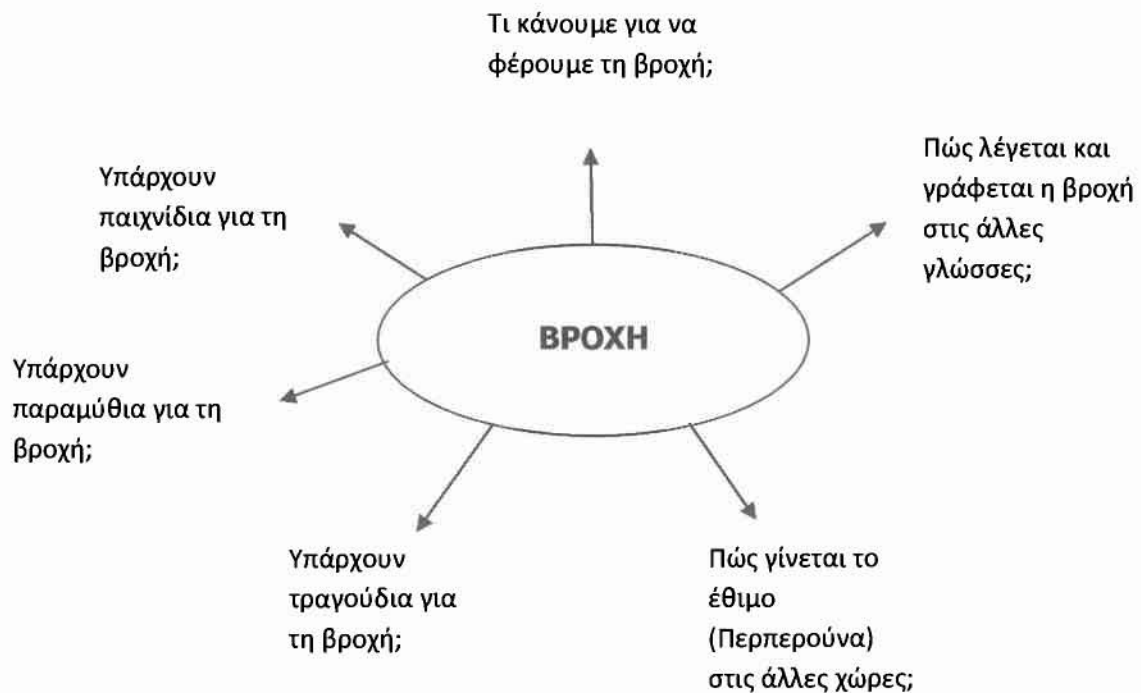 Τι κάνουμε για να
φέρουμε τη βροχή;
Πώς λέγεται και
γράφεται η βροχή
στις άλλες
γλώσσες;
Υπάρχουν
παιχνίδια για τη
βροχή;
ΒΡΟΧΗ
Υπάρχουν
παραμύθια για τη
βροχή;
Υπάρχουν
τραγούδια για
τη βροχή;
Πώς γίνεται το
έθιμο
(Περπερούνα)
στις άλλες χώρες;